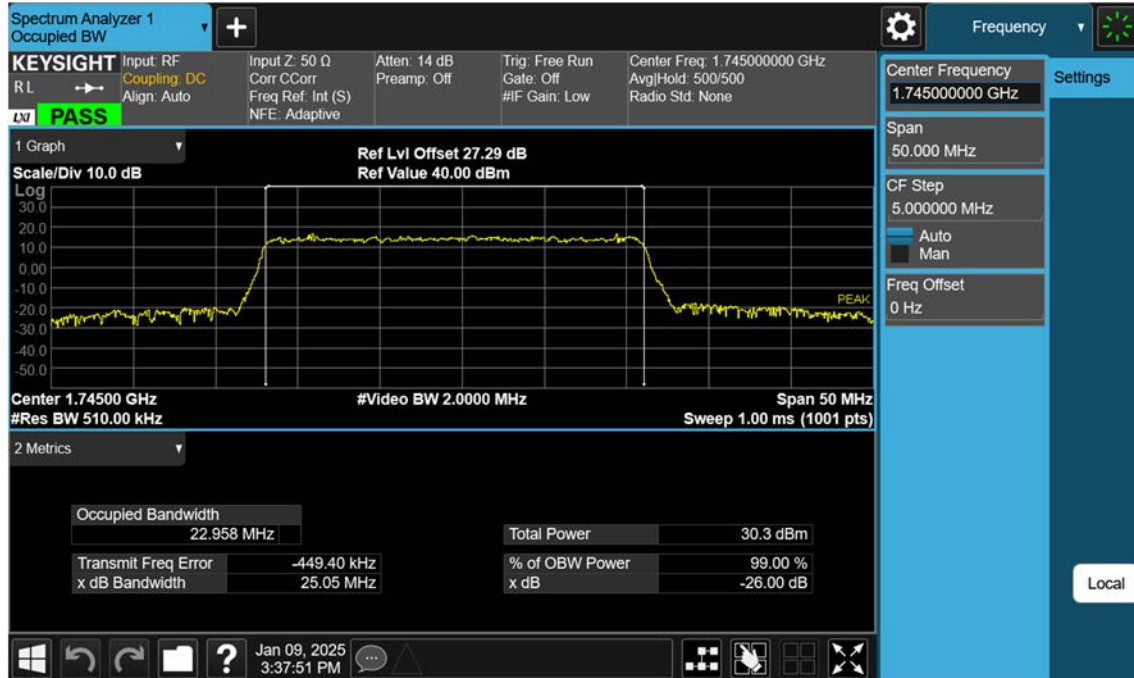 Spectrum Analyzer 1
Occupied BW
+
Frequency
KEYSIGHT
RL
LXI PASS
Input: RF
Coupling: DC
Align: Auto
Input Z: 50 Ω
Corr CCorr
Freq Ref: Int (S)
NFE: Adaptive
Atten: 14 dB
Preamp: Off
Trig: Free Run
Gate: Off
#IF Gain: Low
Center Freq: 1.745000000 GHz
Avg|Hold: 500/500
Radio Std: None
Center Frequency
1.745000000 GHz
Settings
Span
50.000 MHz
CF Step
5.000000 MHz
Auto
Man
Freq Offset
0 Hz
Local
1 Graph
Scale/Div 10.0 dB
Ref Lvl Offset 27.29 dB
Ref Value 40.00 dBm
Log
30.0
20.0
10.0
0.00
-10.0
-20.0
-30.0
-40.0
-50.0
PEAK
Center 1.74500 GHz
#Video BW 2.0000 MHz
Span 50 MHz
#Res BW 510.00 kHz
Sweep 1.00 ms (1001 pts)
2 Metrics
Occupied Bandwidth
22.958 MHz
Total Power 30.3 dBm
Transmit Freq Error -449.40 kHz
% of OBW Power 99.00 %
x dB Bandwidth 25.05 MHz
x dB -26.00 dB
?
Jan 09, 2025
3:37:51 PM